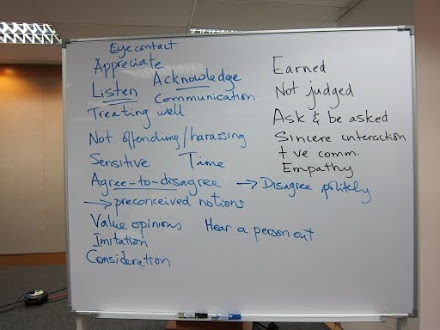 Eye contact
Appreciate
Listen Acknowledge
Communication
Treating well
Not offending/harassing
Sensitive Time
Agree-to-disagree → Disagree politely
→ preconceived notions
Value opinions Hear a person out
Imitation
Consideration
Earned
Not judged
Ask & be asked
Sincere interaction
+ve comm.
Empathy